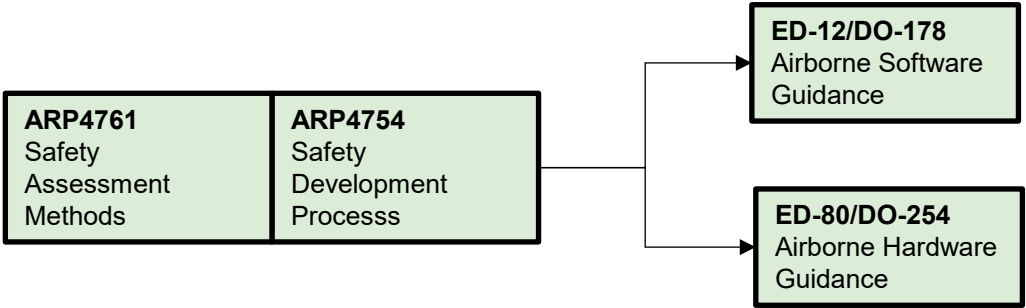 ARP4761
Safety
Assessment
Methods
ARP4754
Safety
Development
Processs
ED-12/DO-178
Airborne Software
Guidance
ED-80/DO-254
Airborne Hardware
Guidance